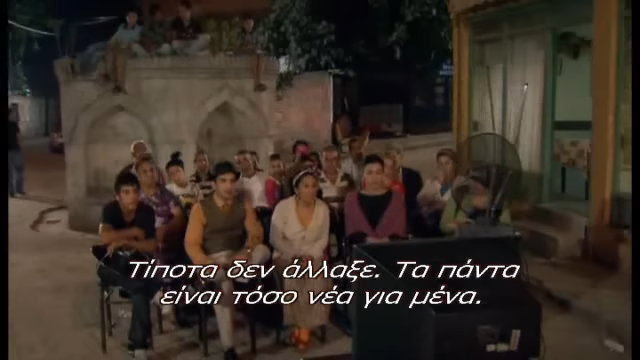 Τίποτα δεν άλλαξε. Τα πάντα
είναι τόσο νέα για μένα.